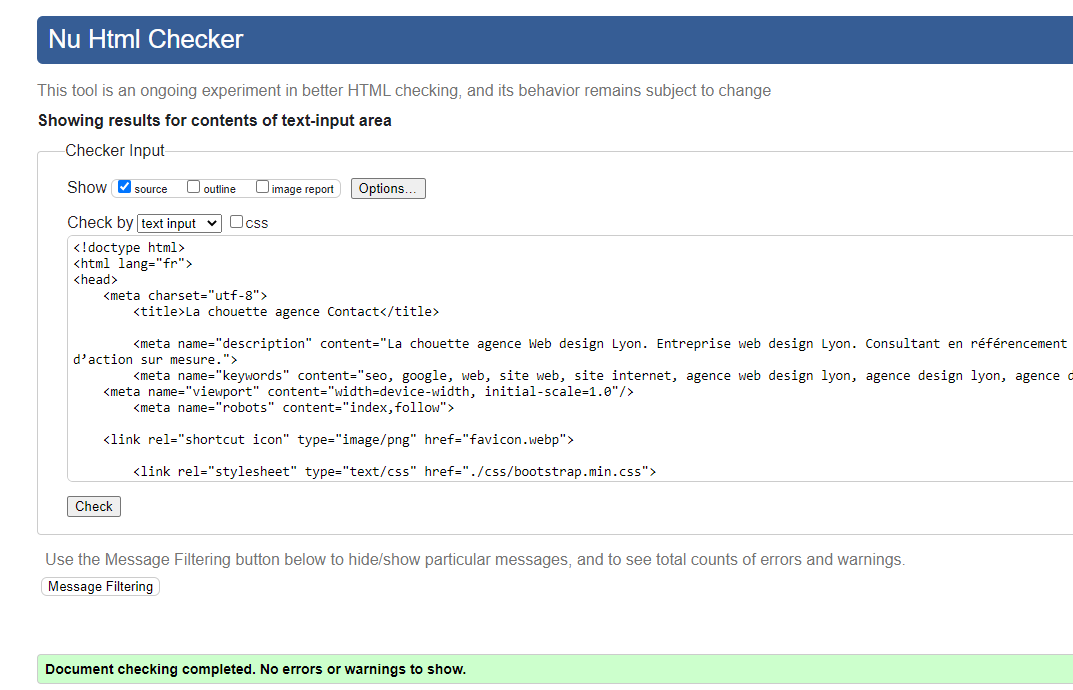 Nu Html Checker
This tool is an ongoing experiment in better HTML checking, and its behavior remains subject to change
Showing results for contents of text-input area
Checker Input
Show source outline image report Options...
Check by text input css
<!doctype html>
<html lang="fr">
<head>
    <meta charset="utf-8">
        <title>La chouette agence Contact</title>
        <meta name="description" content="La chouette agence Web design Lyon. Entreprise web design Lyon. Consultant en référencement
d’action sur mesure.">
        <meta name="keywords" content="seo, google, web, site web, site internet, agence web design lyon, agence design lyon, agence d
    <meta name="viewport" content="width=device-width, initial-scale=1.0"/>
        <meta name="robots" content="index,follow">
    <link rel="shortcut icon" type="image/png" href="favicon.webp">
        <link rel="stylesheet" type="text/css" href="./css/bootstrap.min.css">
Check
Use the Message Filtering button below to hide/show particular messages, and to see total counts of errors and warnings.
Message Filtering
Document checking completed. No errors or warnings to show.